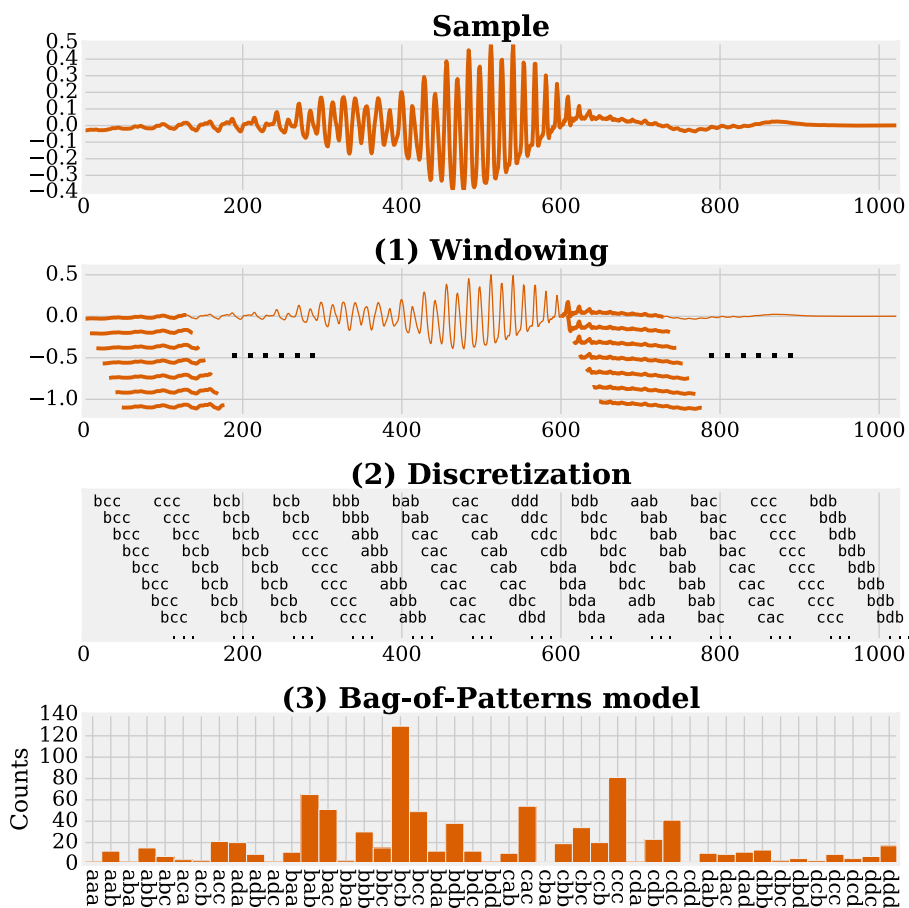 Sample
0.5
0.4
0.3
0.2
0.1
0.0
−0.1
−0.2
−0.3
−0.4
0 200 400 600 800 1000
(1) Windowing
0.5
0.0
−0.5
−1.0
0 200 400 600 800 1000
(2) Discretization
bcc ccc bcb bcb bbb bab cac ddd bdb aab bac ccc bdb
bcc ccc bcb bcb bbb bab cac ddc bdc bab bac ccc bdb
bcc bcb bcb ccc abb cac cab cdc bdc bab cac ccc bdb
bcc bcb bcb ccc abb cac cab cdb bdc bab bac ccc bdb
bcc bcb bcb ccc abb cac cab bda bdb bab cac ccc bdb
bcc bcb bcb ccc abb cac cac bda bdc bab cac ccc bdb
bcc bcb bcb ccc abb cac dbc bda adb bab cac ccc bdb
bcc bcb bcb ccc abb cac dbd bda ada bac cac ccc bdb
0 200 400 600 800 1000
(3) Bag-of-Patterns model
Counts
140
120
100
80
60
40
20
0
aaa aab aba abb abc aca acb acc ada adb adc baa bab bac bba bbb bbc bcb bcc bda bdb bdc bdd cab cac cba cbb cbc ccb ccc cda cdb cdc cdd dab dac dad dbb dbc dbd dcb dcc dcd ddc ddd